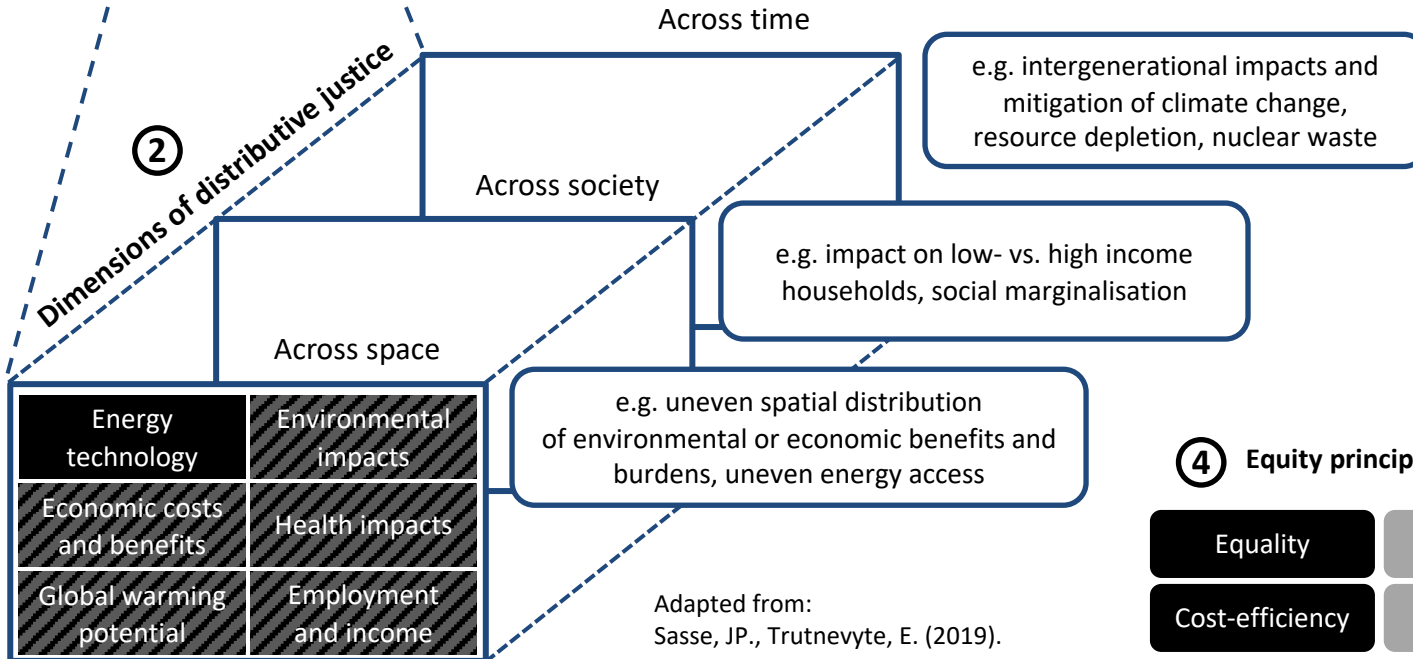 Across time
e.g. intergenerational impacts and
mitigation of climate change,
resource depletion, nuclear waste
2
Dimensions of distributive justice
Across society
e.g. impact on low- vs. high income
households, social marginalisation
Across space
e.g. uneven spatial distribution
of environmental or economic benefits and
burdens, uneven energy access
Energy
technology
Environmental
impacts
Economic costs
and benefits
Health impacts
Global warming
potential
Employment
and income
Adapted from:
Sasse, JP., Trutnevyte, E. (2019).
4
Equity princip
Equality
Cost-efficiency